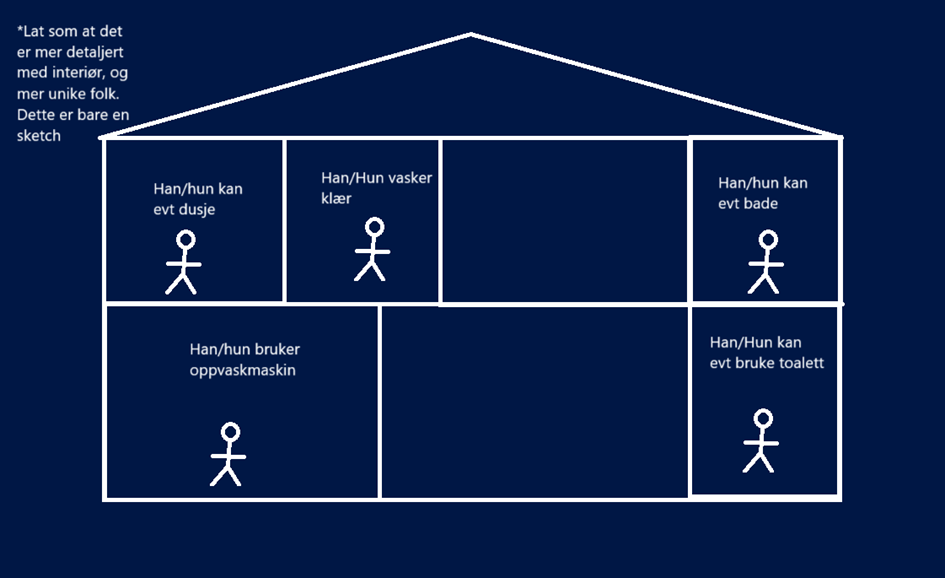 *Lat som at det
er mer detaljert
med interiør, og
mer unike folk.
Dette er bare en
sketch
Han/hun kan
evt dusje
Han/Hun vasker
klær
Han/hun kan
evt bade
Han/hun bruker
oppvaskmaskin
Han/Hun kan
evt bruke toalett